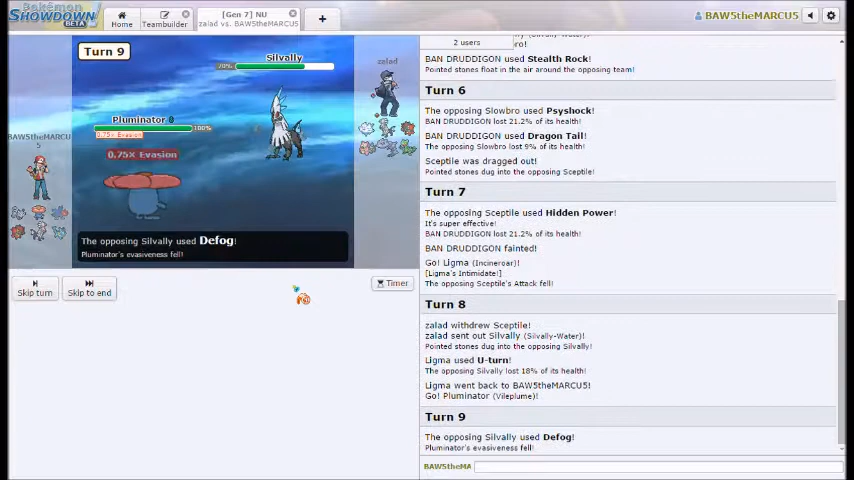 Pokémon
SHOWDOWN
BETA
Home
Teambuilder
[Gen 7] NU
zalad vs. BAW5theMARCU5
+
BAW5theMARCU5
2 users
Turn 9
Silvally
zalad
Pluminator
100%
0.75× Evasion
0.75× Evasion
BAW5theMARCU
5
The opposing Silvally used Defog!
Pluminator's evasiveness fell!
Skip turn
Skip to end
Timer
BAN DRUDDIGON used Stealth Rock!
Pointed stones float in the air around the opposing team!
Turn 6
The opposing Slowbro used Psyshock!
BAN DRUDDIGON lost 21.2% of its health!
BAN DRUDDIGON used Dragon Tail!
The opposing Slowbro lost 9% of its health!
Sceptile was dragged out!
Pointed stones dug into the opposing Sceptile!
Turn 7
The opposing Sceptile used Hidden Power!
It's super effective!
BAN DRUDDIGON lost 21.2% of its health!
BAN DRUDDIGON fainted!
Go! Ligma (Incineroar)!
[Ligma's Intimidate!]
The opposing Sceptile's Attack fell!
Turn 8
zalad withdrew Sceptile!
zalad sent out Silvally (Silvally-Water)!
Pointed stones dug into the opposing Silvally!
Ligma used U-turn!
The opposing Silvally lost 18% of its health!
Ligma went back to BAW5theMARCU5!
Go! Pluminator (Vileplume)!
Turn 9
The opposing Silvally used Defog!
Pluminator's evasiveness fell!
BAW5theMA